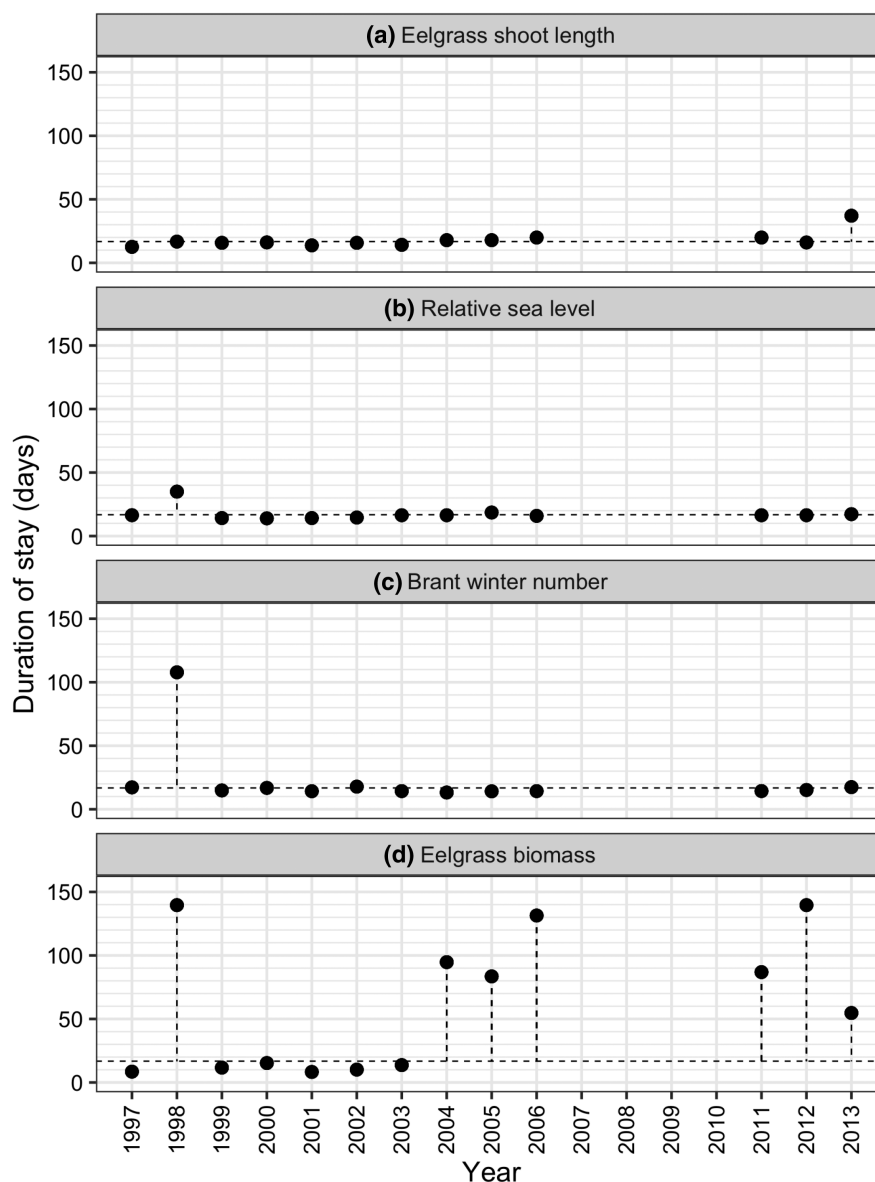 (a) Eelgrass shoot length
150
100
50
0
(b) Relative sea level
150
100
50
0
(c) Brant winter number
150
100
50
0
(d) Eelgrass biomass
150
100
50
0
Duration of stay (days)
1997 1998 1999 2000 2001 2002 2003 2004 2005 2006 2007 2008 2009 2010 2011 2012 2013
Year